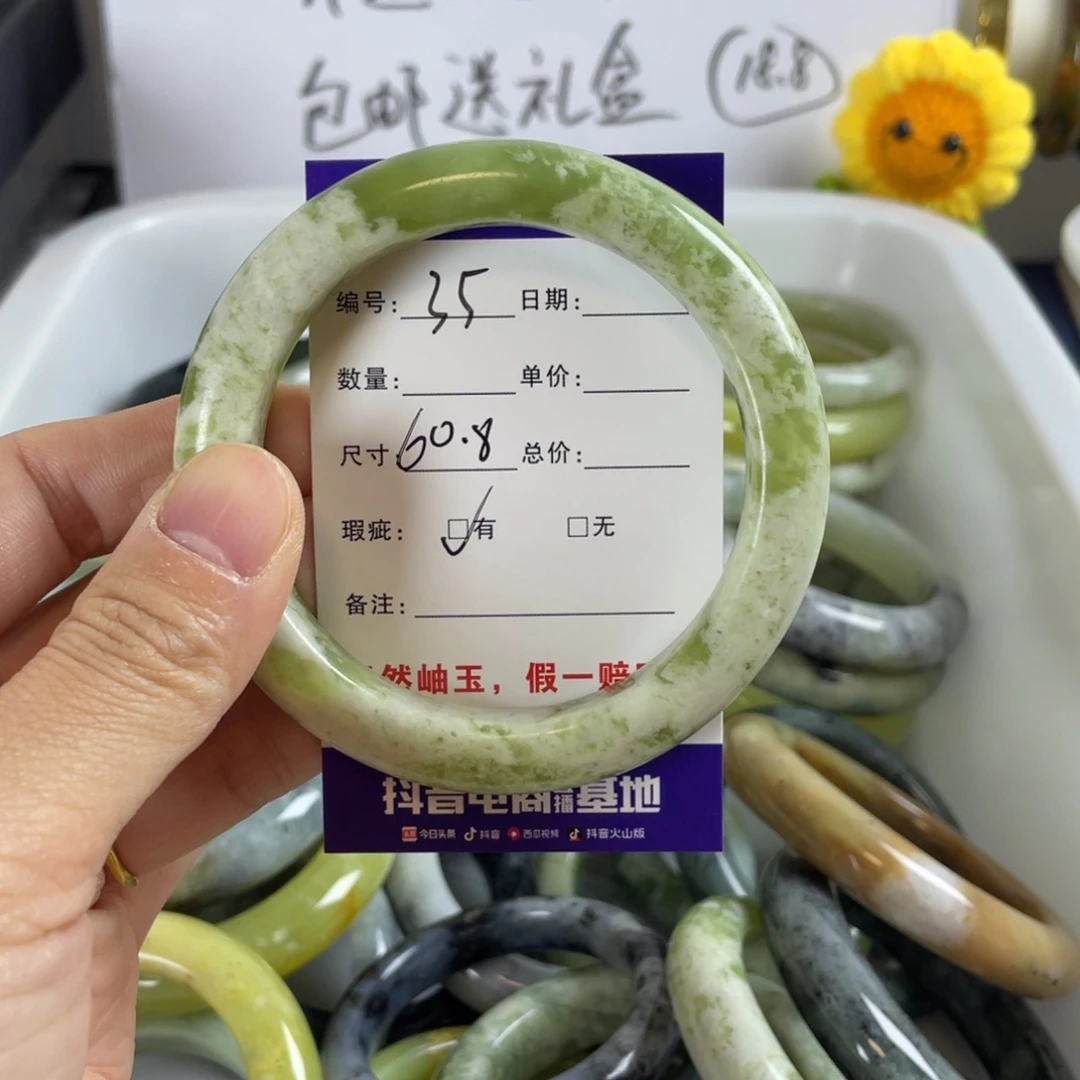 包邮送礼盒 18.8
编号: 35 日期:
数量: 单价:
尺寸 60.8 总价:
瑕疵: ☑有 □无
备注:
然岫玉，假一赔
抖音电商 播基地
今日头条 抖音 西瓜视频 抖音火山版